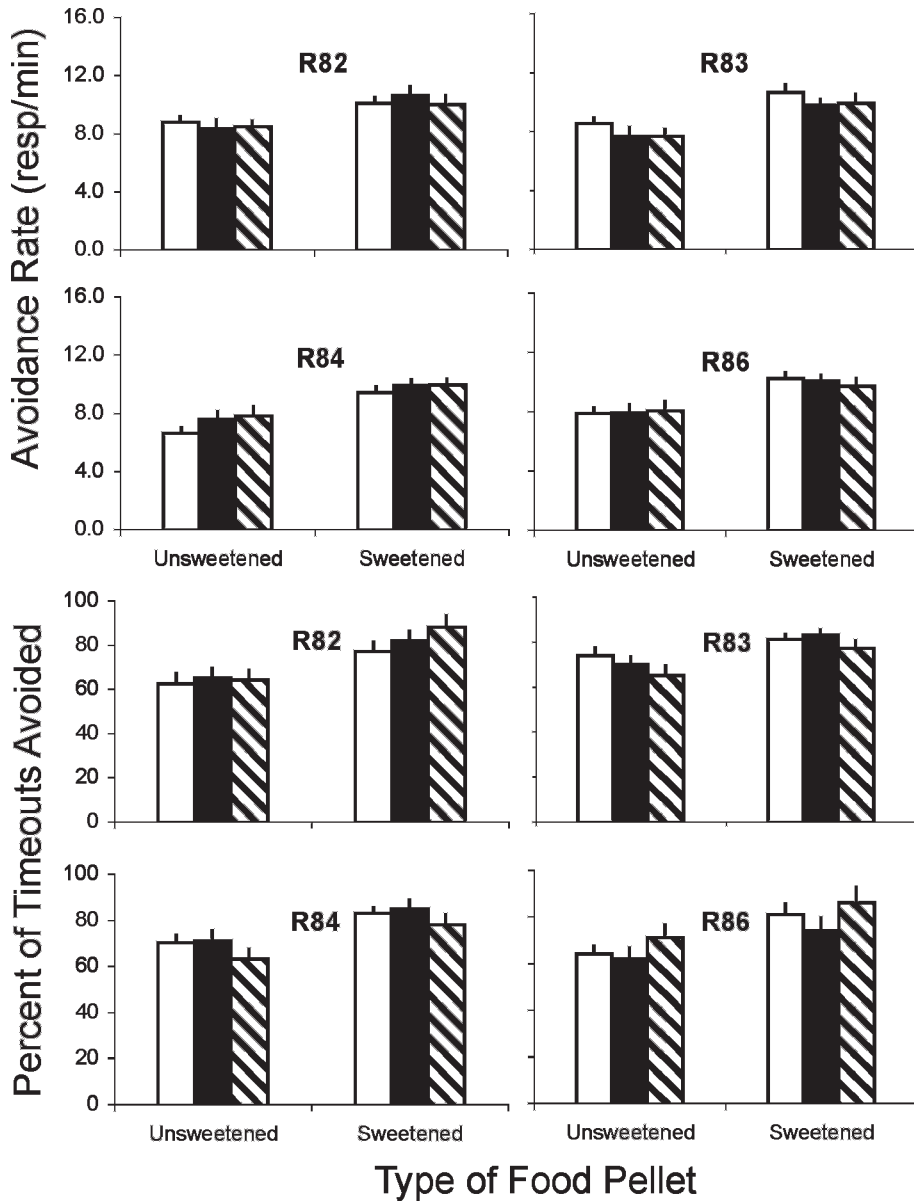 Avoidance Rate (resp/min)
16.0
12.0
8.0
4.0
0.0
R82
R83
16.0
12.0
8.0
4.0
0.0
R84
R86
Unsweetened Sweetened Unsweetened Sweetened
Percent of Timeouts Avoided
100
80
60
40
20
0
R82
R83
100
80
60
40
20
0
R84
R86
Unsweetened Sweetened Unsweetened Sweetened
Type of Food Pellet